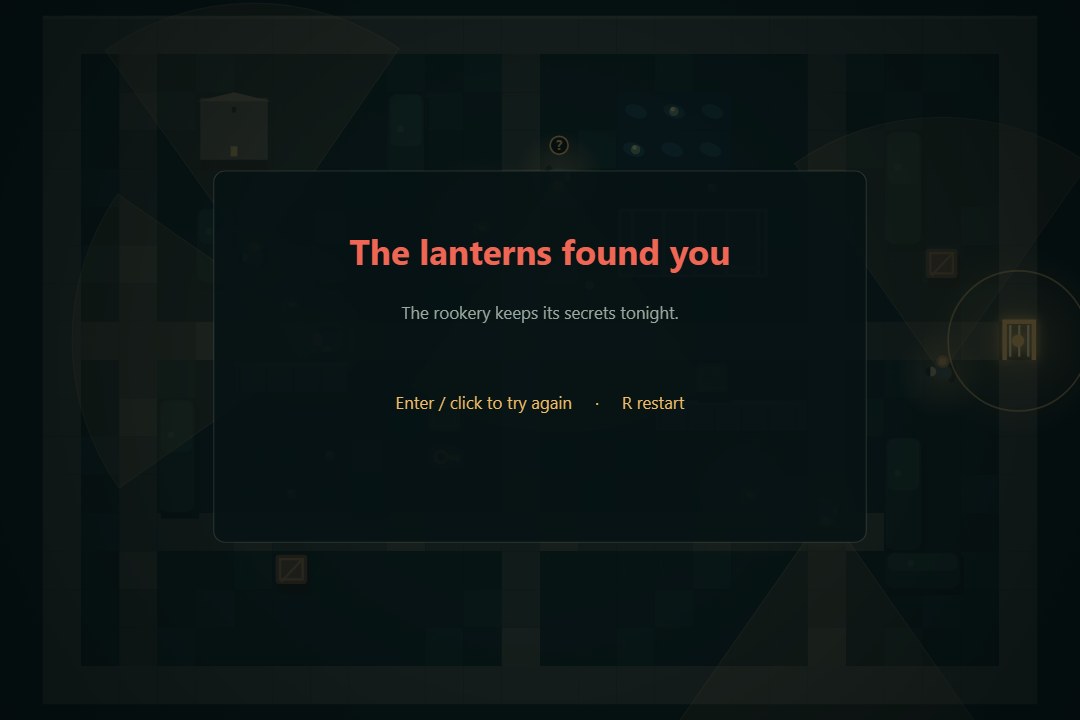 ?
The lanterns found you
The rookery keeps its secrets tonight.
Enter / click to try again · R restart